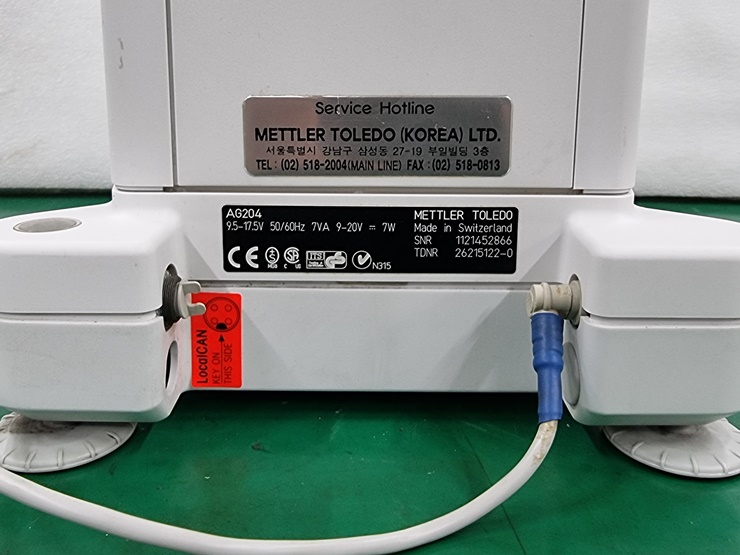 Service Hotline
METTLER TOLEDO (KOREA) LTD.
서울특별시 강남구 삼성동 27-19 부일빌딩 3층
TEL : (02) 518-2004(MAIN LINE) FAX : (02) 518-0813
AG204
9.5-17.5V 50/60Hz 7VA 9-20V ⎓ 7W
METTLER TOLEDO
Made in Switzerland
SNR 1121452866
TDNR 26215122-0
N315
LocalCAN
KEY ON
THIS SIDE